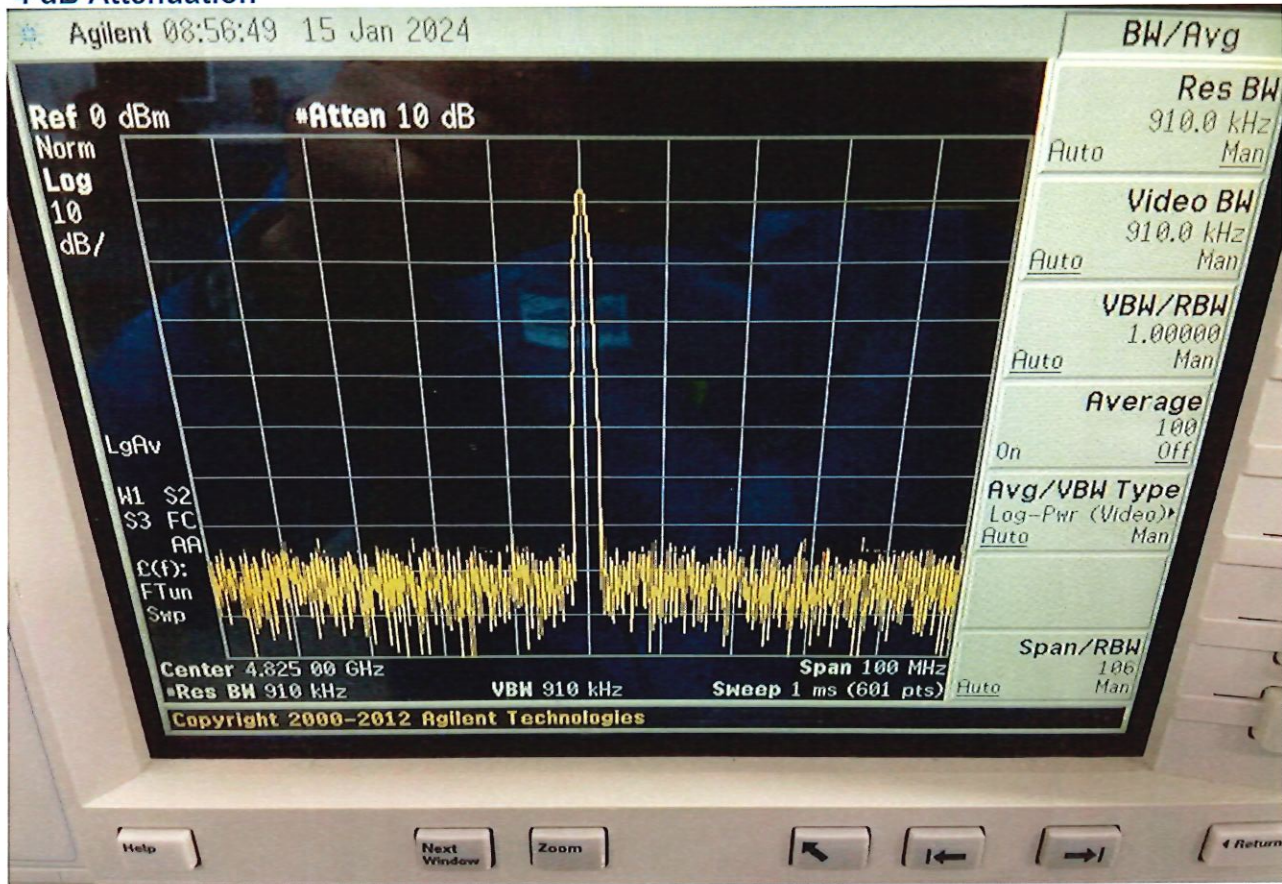 Attenuation
Agilent 08:56:49 15 Jan 2024
BW/Avg
Ref 0 dBm #Atten 10 dB
Norm
Log
10
dB/
LgAv
W1 S2
S3 FC
AA
£(f):
FTun
Swp
Center 4.825 00 GHz Span 100 MHz
#Res BW 910 kHz VBW 910 kHz Sweep 1 ms (601 pts)
Copyright 2000-2012 Agilent Technologies
Res BW
910.0 kHz
Auto Man
Video BW
910.0 kHz
Auto Man
VBW/RBW
1.00000
Auto Man
Average
100
On Off
Avg/VBW Type
Log-Pwr (Video)
Auto Man
Span/RBW
106
Auto Man
Help
Next
Window
Zoom
Return